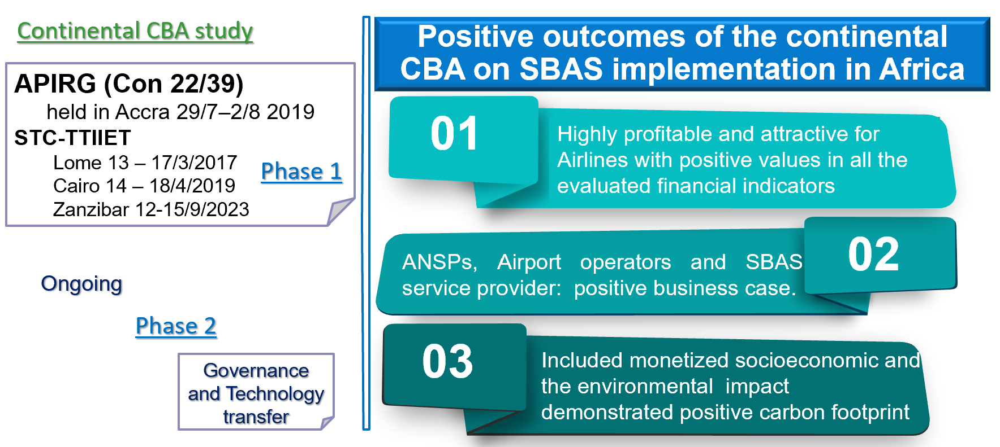 Continental CBA study
APIRG (Con 22/39)
held in Accra 29/7–2/8 2019
STC-TTIIET
Lome 13 – 17/3/2017
Cairo 14 – 18/4/2019
Zanzibar 12-15/9/2023
Phase 1
Ongoing
Phase 2
Governance
and Technology
transfer
Positive outcomes of the continental
CBA on SBAS implementation in Africa
01
Highly profitable and attractive for
Airlines with positive values in all the
evaluated financial indicators
ANSPs, Airport operators and SBAS
service provider: positive business case.
02
03
Included monetized socioeconomic and
the environmental impact
demonstrated positive carbon footprint